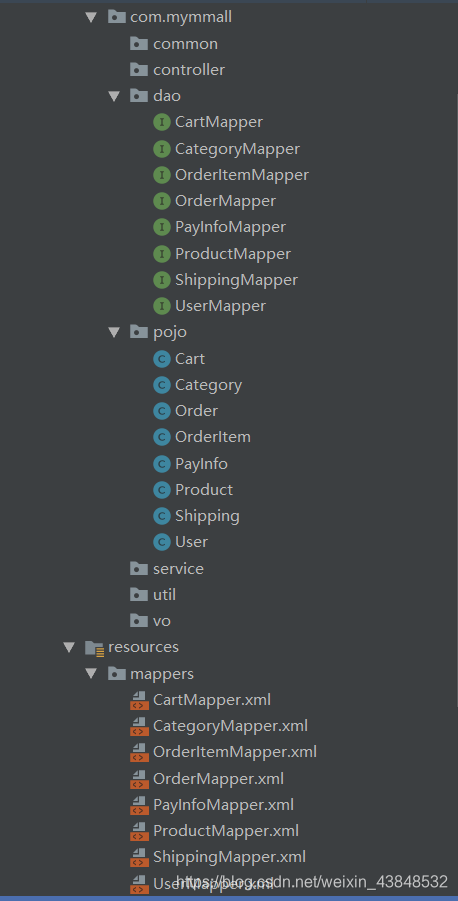 com.mymmall
common
controller
dao
CartMapper
CategoryMapper
OrderItemMapper
OrderMapper
PayInfoMapper
ProductMapper
ShippingMapper
UserMapper
pojo
Cart
Category
Order
OrderItem
PayInfo
Product
Shipping
User
service
util
vo
resources
mappers
CartMapper.xml
CategoryMapper.xml
OrderItemMapper.xml
OrderMapper.xml
PayInfoMapper.xml
ProductMapper.xml
ShippingMapper.xml
UserMapper.xml
https://blog.csdn.net/weixin_43848532